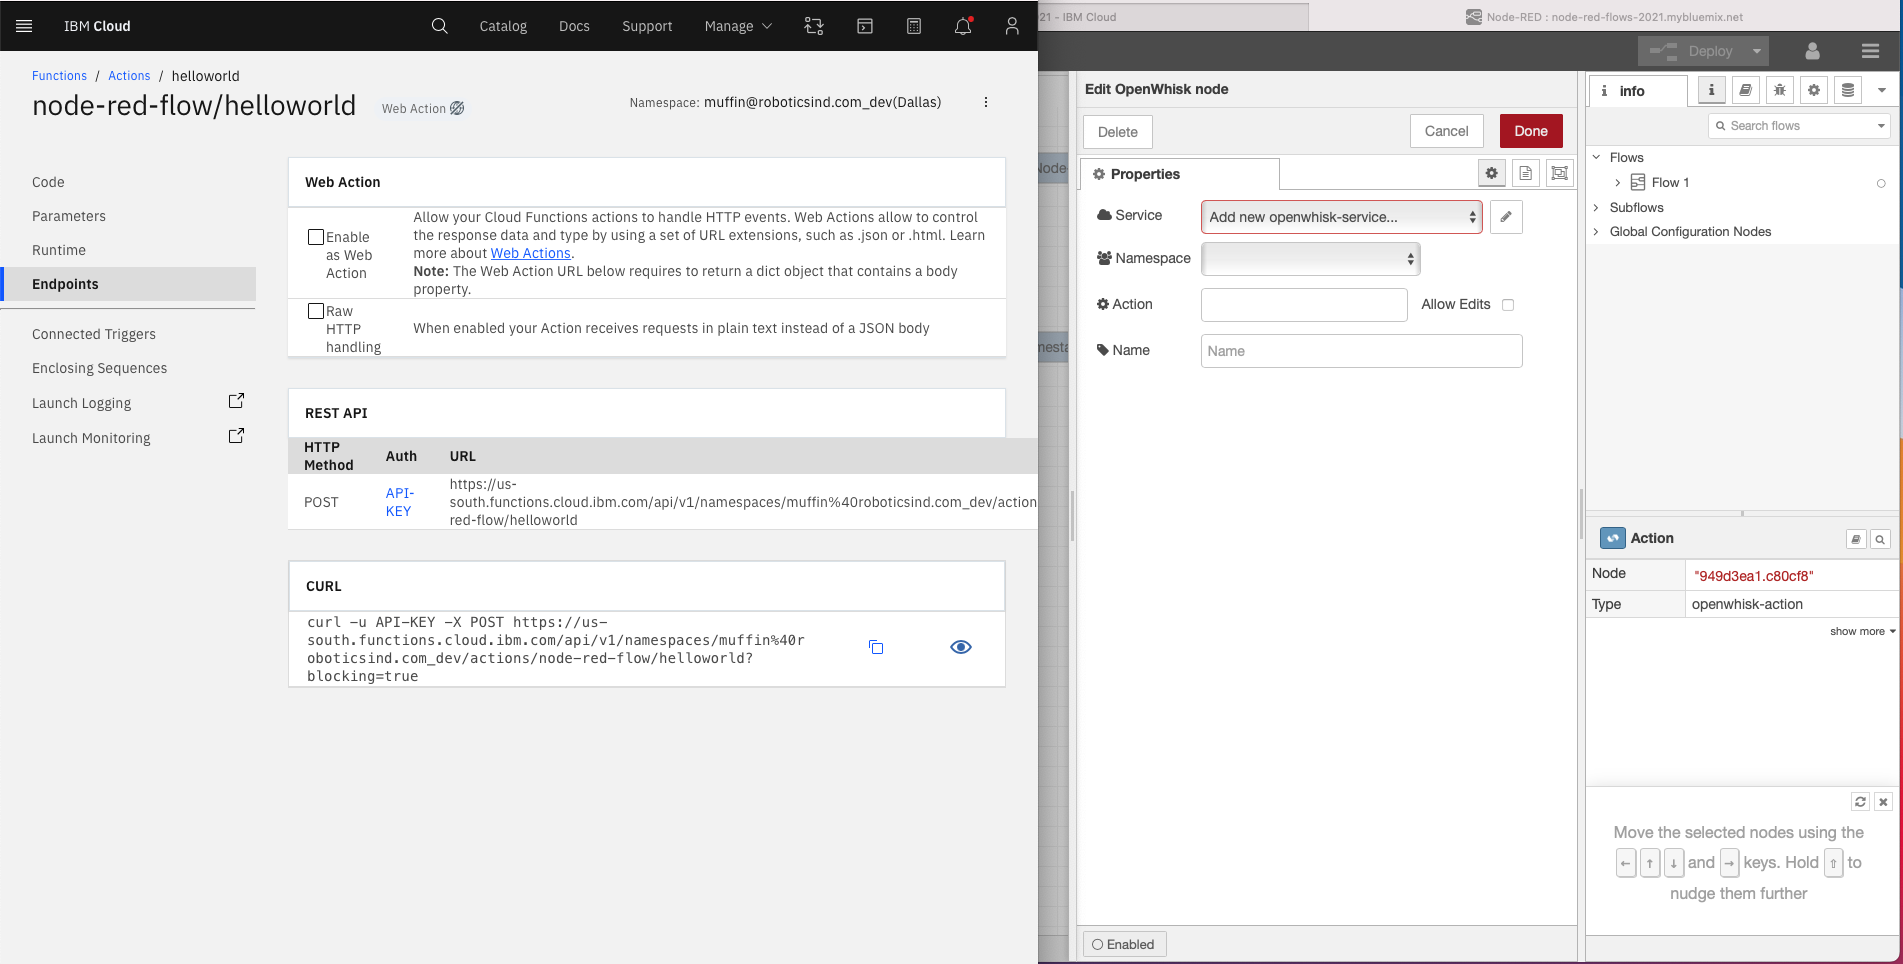 IBM Cloud
Catalog
Docs
Support
Manage
Functions / Actions / helloworld
node-red-flow/helloworld
Web Action
Namespace: muffin@roboticsind.com_dev(Dallas)
Code
Parameters
Runtime
Endpoints
Connected Triggers
Enclosing Sequences
Launch Logging
Launch Monitoring
Web Action
Enable
as Web
Action
Allow your Cloud Functions actions to handle HTTP events. Web Actions allow to control
the response data and type by using a set of URL extensions, such as .json or .html. Learn
more about Web Actions.
Note: The Web Action URL below requires to return a dict object that contains a body
property.
Raw
HTTP
handling
When enabled your Action receives requests in plain text instead of a JSON body
REST API
HTTP
Method
Auth
URL
POST
API-
KEY
https://us-
south.functions.cloud.ibm.com/api/v1/namespaces/muffin%40roboticsind.com_dev/action
red-flow/helloworld
CURL
curl -u API-KEY -X POST https://us-
south.functions.cloud.ibm.com/api/v1/namespaces/muffin%40r
oboticsind.com_dev/actions/node-red-flow/helloworld?
blocking=true
21 - IBM Cloud
Node-RED : node-red-flows-2021.mybluemix.net
Deploy
Node-
mesta
Edit OpenWhisk node
Delete
Cancel
Done
Properties
Service
Add new openwhisk-service...
Namespace
Action
Allow Edits
Name
Name
Enabled
i info
i
Search flows
Flows
Flow 1
Subflows
Global Configuration Nodes
Action
Node
"949d3ea1.c80cf8"
Type
openwhisk-action
show more
Move the selected nodes using the
← ↑ ↓ and → keys. Hold ⇧ to
nudge them further